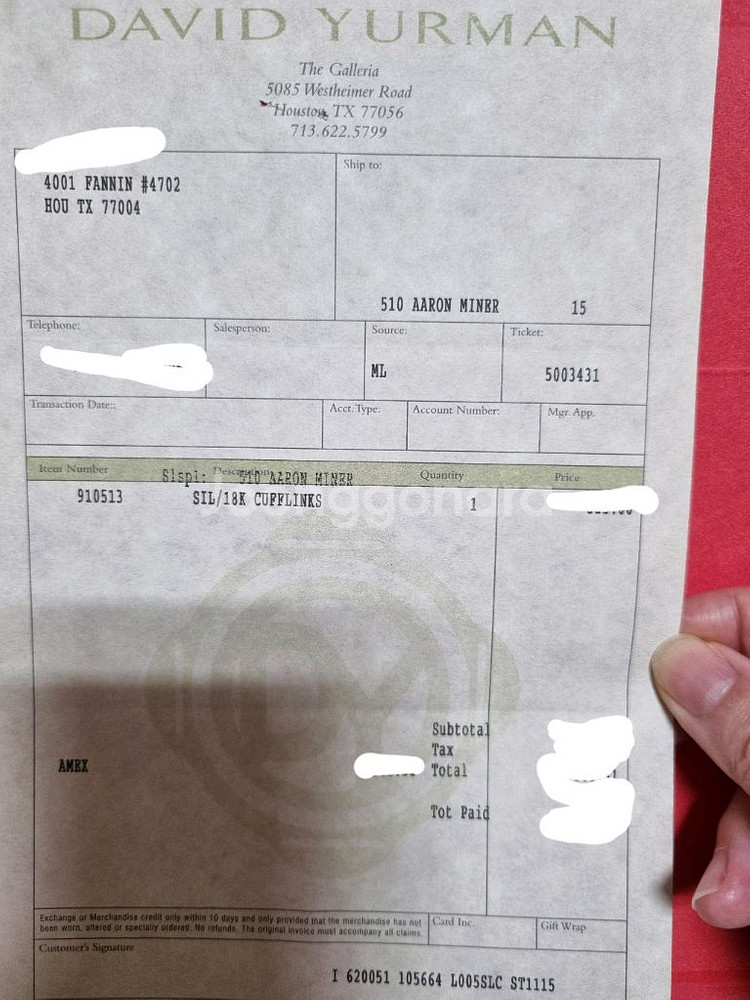 DAVID YURMAN
The Galleria
5085 Westheimer Road
Houston, TX 77056
713.622.5799
Ship to:
4001 FANNIN #4702
HOU TX 77004
510 AARON MINER 15
Telephone:
Salesperson:
Source:
Ticket:
ML
5003431
Transaction Date::
Acct. Type:
Account Number:
Mgr. App.
Item Number Description Quantity Price
Slspl: 510 AARON MINER
910513 SIL/18K CUFFLINKS 1
joonggonara
DY
Subtotal
Tax
AMEX Total
Tot Paid
Exchange or Merchandise credit only within 10 days and only provided that the merchandise has not
been worn, altered or specially ordered. No refunds. The original invoice must accompany all claims.
Card Inc.
Gift Wrap
Customer's Signature
I 620051 105664 L005SLC ST1115